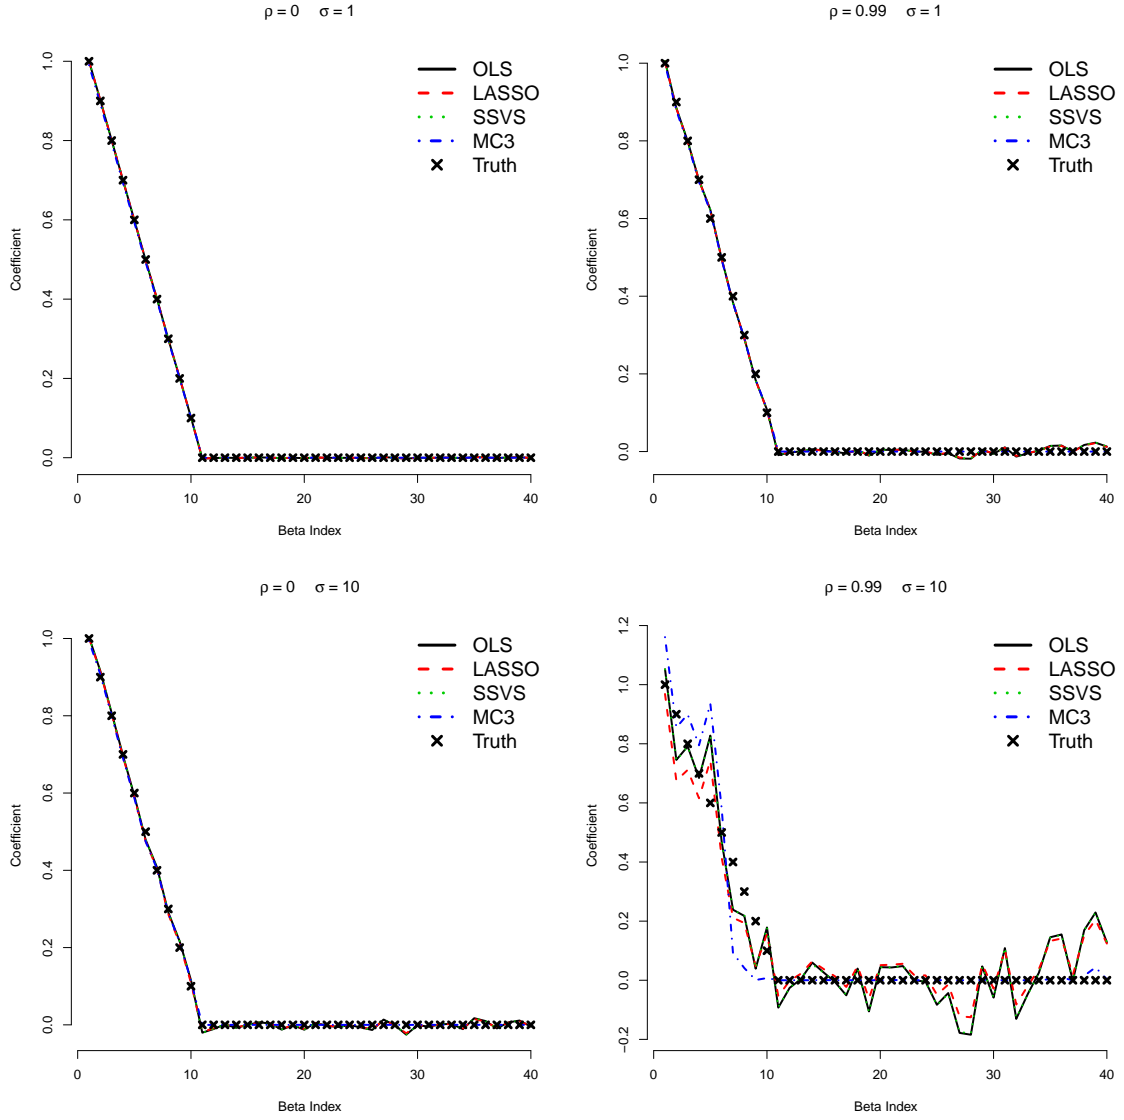 ρ = 0 σ = 1
OLS
LASSO
SSVS
MC3
Truth
Coefficient
0.0 0.2 0.4 0.6 0.8 1.0
0 10 20 30 40
Beta Index
ρ = 0.99 σ = 1
OLS
LASSO
SSVS
MC3
Truth
Coefficient
0.0 0.2 0.4 0.6 0.8 1.0
0 10 20 30 40
Beta Index
ρ = 0 σ = 10
OLS
LASSO
SSVS
MC3
Truth
Coefficient
0.0 0.2 0.4 0.6 0.8 1.0
0 10 20 30 40
Beta Index
ρ = 0.99 σ = 10
OLS
LASSO
SSVS
MC3
Truth
Coefficient
−0.2 0.0 0.2 0.4 0.6 0.8 1.0 1.2
0 10 20 30 40
Beta Index